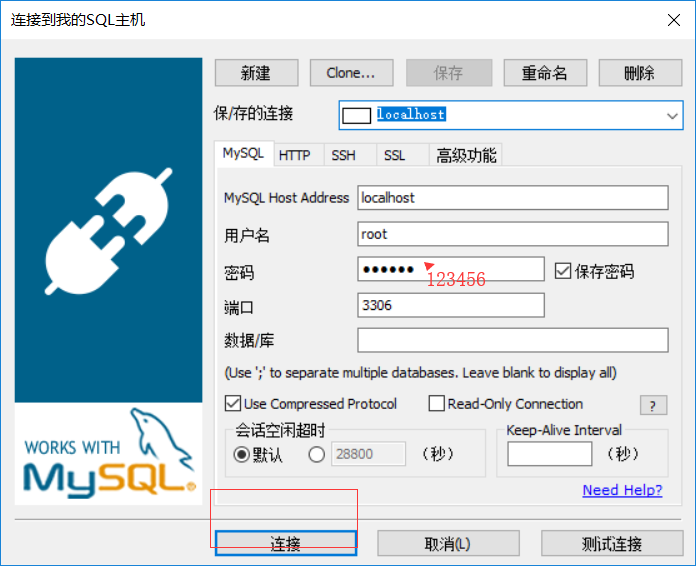 连接到我的SQL主机
新建 Clone... 保存 重命名 删除
保/存的连接 localhost
MySQL HTTP SSH SSL 高级功能
MySQL Host Address localhost
用户名 root
密码 ●●●●●● 123456 保存密码
端口 3306
数据/库
(Use ';' to separate multiple databases. Leave blank to display all)
Use Compressed Protocol Read-Only Connection ?
会话空闲超时 Keep-Alive Interval
默认 28800 (秒) (秒)
WORKS WITH
MySQL®
Need Help?
连接 取消(L) 测试连接